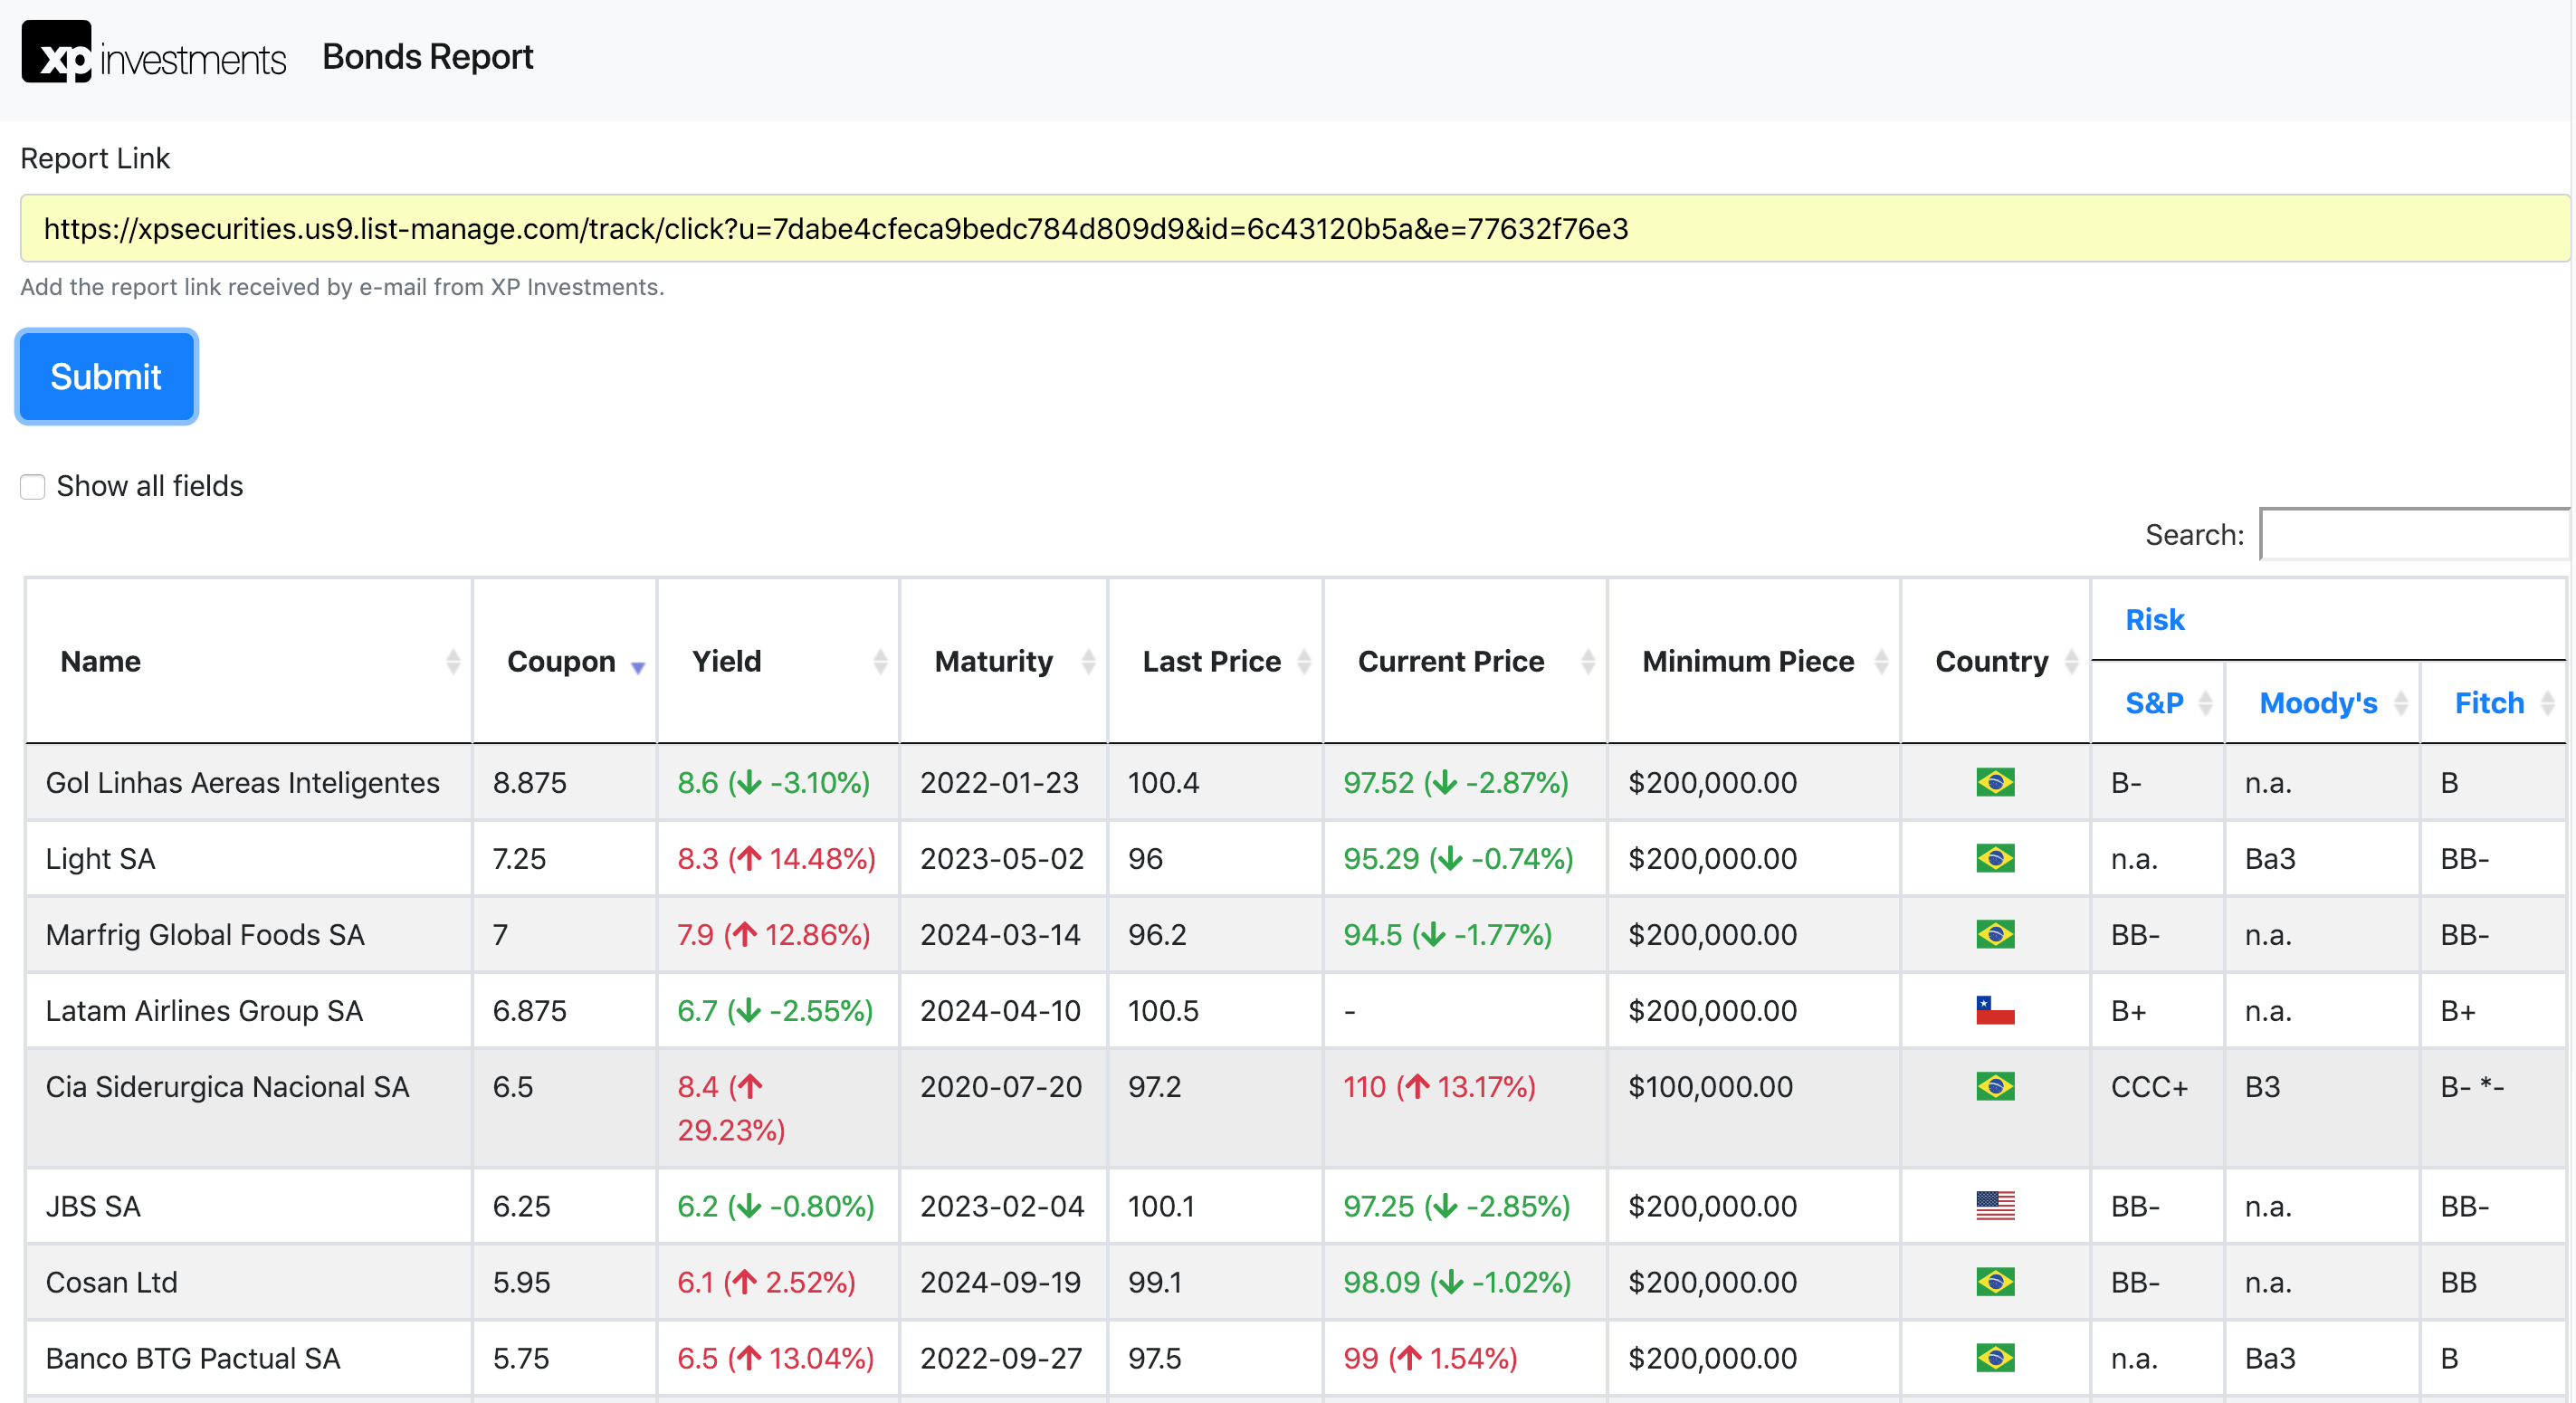 xp investments Bonds Report
Report Link
https://xpsecurities.us9.list-manage.com/track/click?u=7dabe4cfeca9bedc784d809d9&id=6c43120b5a&e=77632f76e3
Add the report link received by e-mail from XP Investments.
Submit
Show all fields
Search:
Name Coupon Yield Maturity Last Price Current Price Minimum Piece Country Risk
S&P Moody's Fitch
Gol Linhas Aereas Inteligentes 8.875 8.6 (↓ -3.10%) 2022-01-23 100.4 97.52 (↓ -2.87%) $200,000.00 B- n.a. B
Light SA 7.25 8.3 (↑ 14.48%) 2023-05-02 96 95.29 (↓ -0.74%) $200,000.00 n.a. Ba3 BB-
Marfrig Global Foods SA 7 7.9 (↑ 12.86%) 2024-03-14 96.2 94.5 (↓ -1.77%) $200,000.00 BB- n.a. BB-
Latam Airlines Group SA 6.875 6.7 (↓ -2.55%) 2024-04-10 100.5 - $200,000.00 B+ n.a. B+
Cia Siderurgica Nacional SA 6.5 8.4 (↑ 2020-07-20 97.2 110 (↑ 13.17%) $100,000.00 CCC+ B3 B- *-
29.23%)
JBS SA 6.25 6.2 (↓ -0.80%) 2023-02-04 100.1 97.25 (↓ -2.85%) $200,000.00 BB- n.a. BB-
Cosan Ltd 5.95 6.1 (↑ 2.52%) 2024-09-19 99.1 98.09 (↓ -1.02%) $200,000.00 BB- n.a. BB
Banco BTG Pactual SA 5.75 6.5 (↑ 13.04%) 2022-09-27 97.5 99 (↑ 1.54%) $200,000.00 n.a. Ba3 B